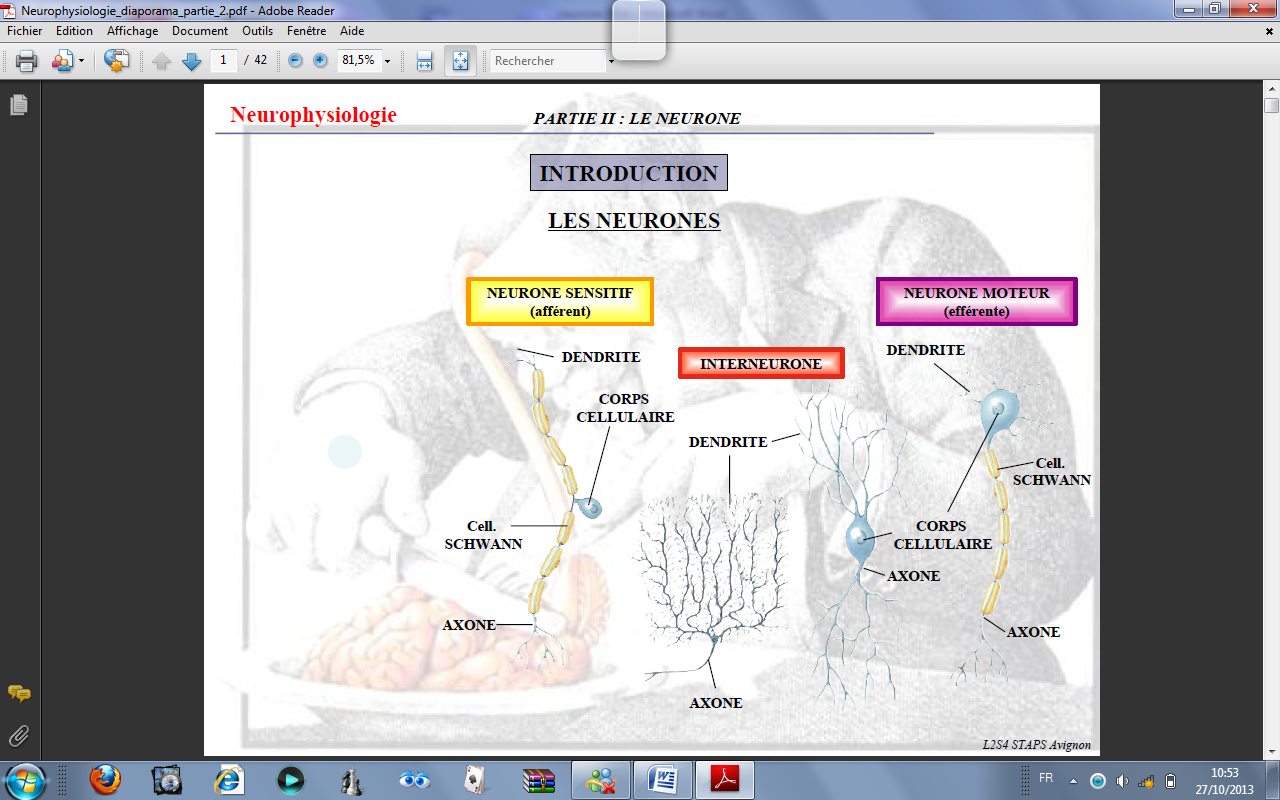 Neurophysiologie_diaporama_partie_2.pdf - Adobe Reader
Fichier Edition Affichage Document Outils Fenêtre Aide
1 / 42 81,5% Rechercher
Neurophysiologie
PARTIE II : LE NEURONE
INTRODUCTION
LES NEURONES
NEURONE SENSITIF
(afférent)
NEURONE MOTEUR
(efférente)
INTERNEURONE
DENDRITE
CORPS
CELLULAIRE
Cell.
SCHWANN
AXONE
DENDRITE
AXONE
DENDRITE
Cell.
SCHWANN
CORPS
CELLULAIRE
AXONE
AXONE
L2S4 STAPS Avignon
FR
10:53
27/10/2013